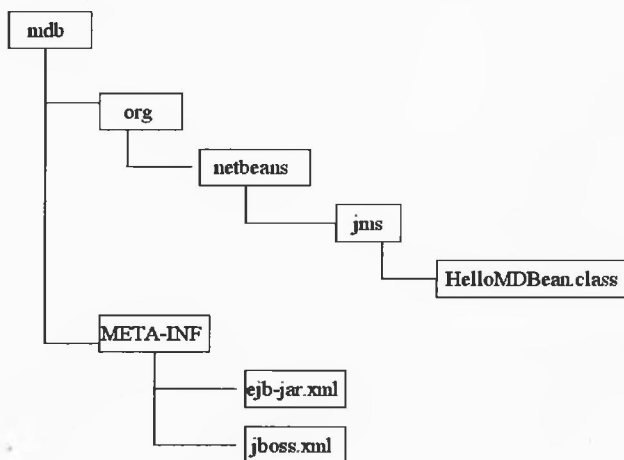 mdb
org
netbeans
jms
HelloMDBean.class
META-INF
ejb-jar.xml
jboss.xml